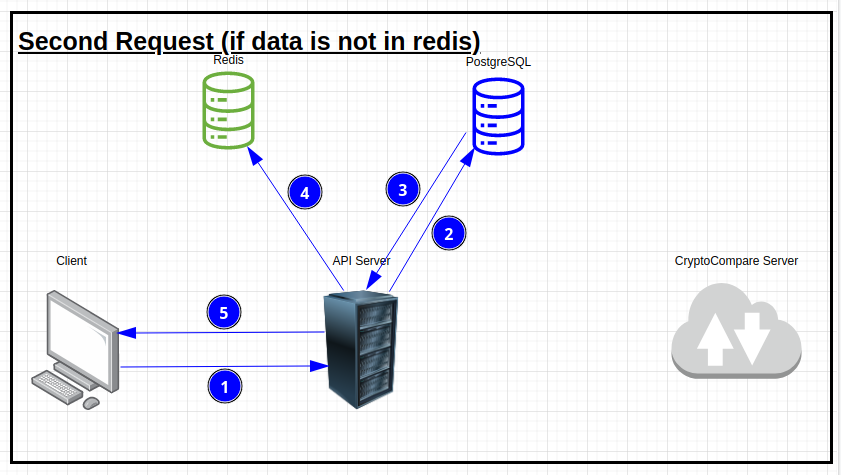 Second Request (if data is not in redis)
Redis
PostgreSQL
4
3
2
Client
API Server
CryptoCompare Server
5
1